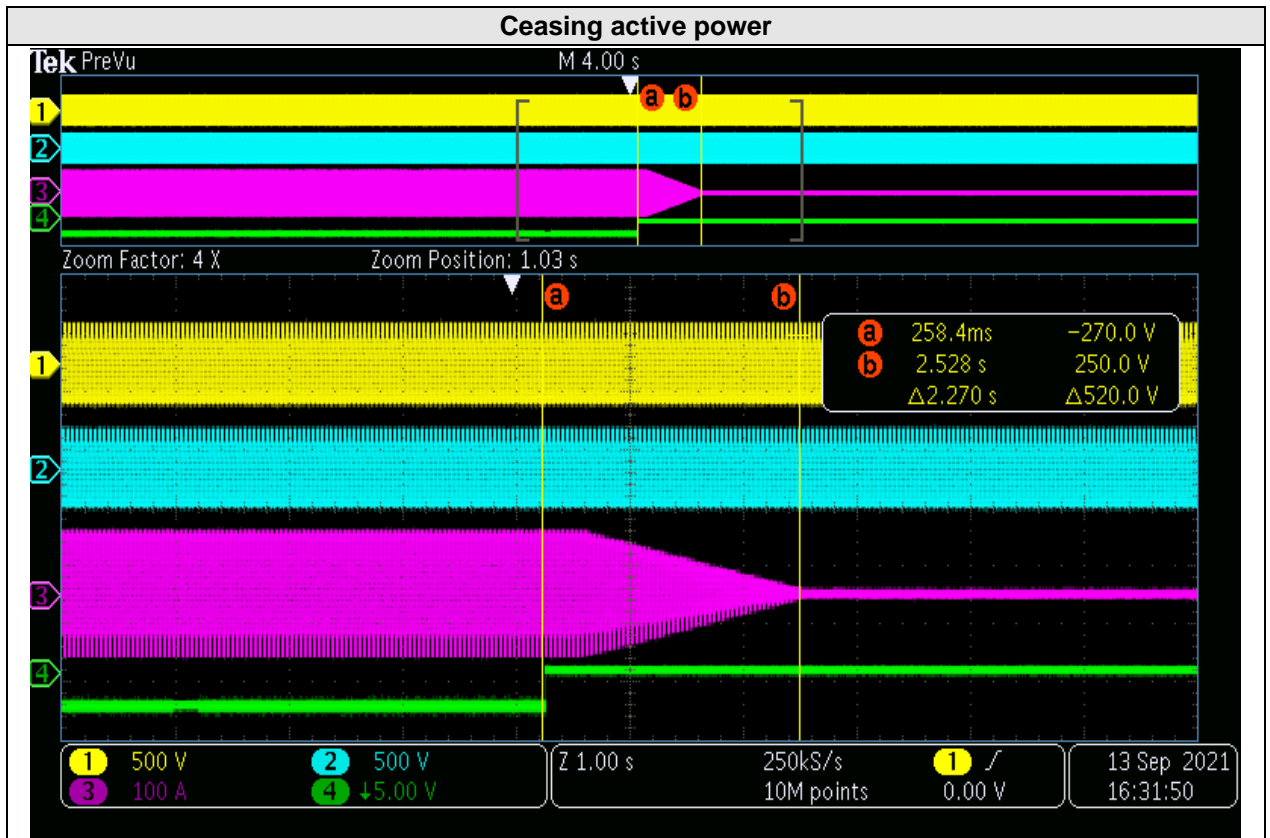 Ceasing active power
Tek PreVu M 4.00 s
a b
1
2
3
4
Zoom Factor: 4 X Zoom Position: 1.03 s
a b
a 258.4ms −270.0 V
b 2.528 s 250.0 V
△2.270 s △520.0 V
1
2
3
4
1 500 V 2 500 V Z 1.00 s 250kS/s 1 13 Sep 2021
3 100 A 4 ↓5.00 V 10M points 0.00 V 16:31:50